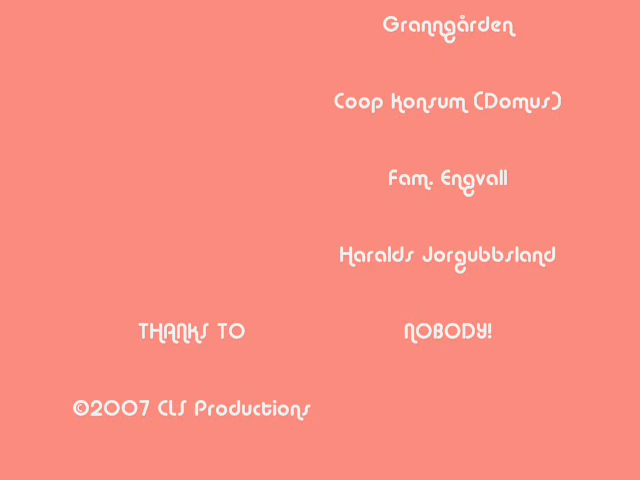 Granngården
Coop Konsum (Domus)
Fam. Engvall
Haralds Jorgubbsland
THANKS TO NOBODY!
©2007 CLS Productions